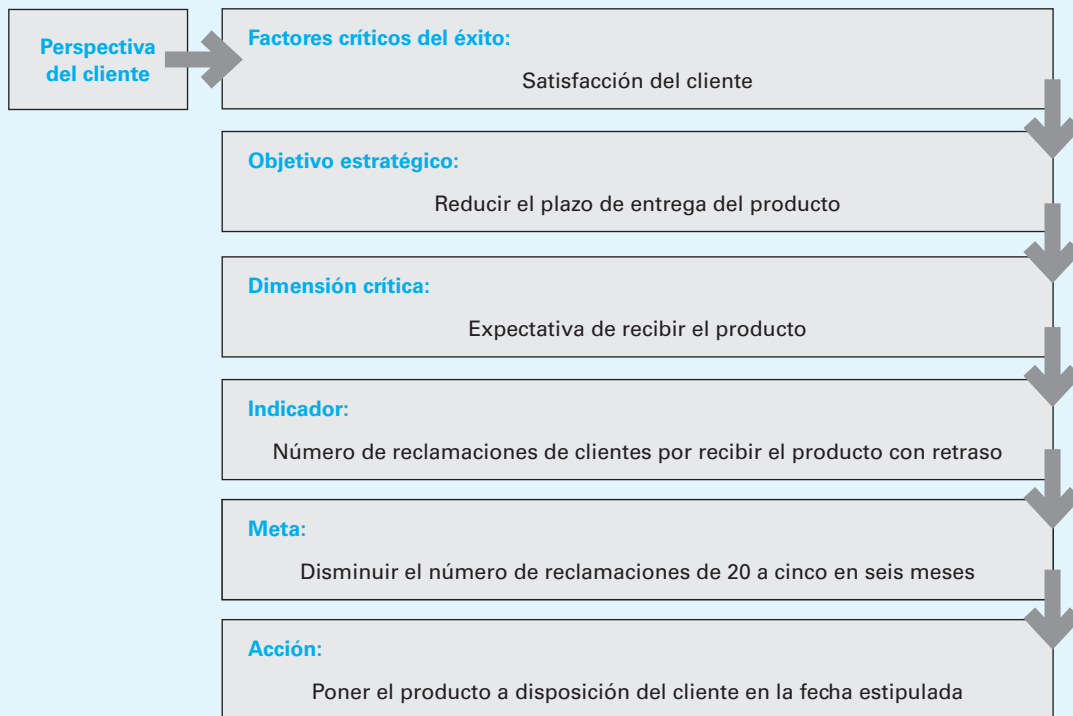 Perspectiva
del cliente
Factores críticos del éxito:
Satisfacción del cliente
Objetivo estratégico:
Reducir el plazo de entrega del producto
Dimensión crítica:
Expectativa de recibir el producto
Indicador:
Número de reclamaciones de clientes por recibir el producto con retraso
Meta:
Disminuir el número de reclamaciones de 20 a cinco en seis meses
Acción:
Poner el producto a disposición del cliente en la fecha estipulada